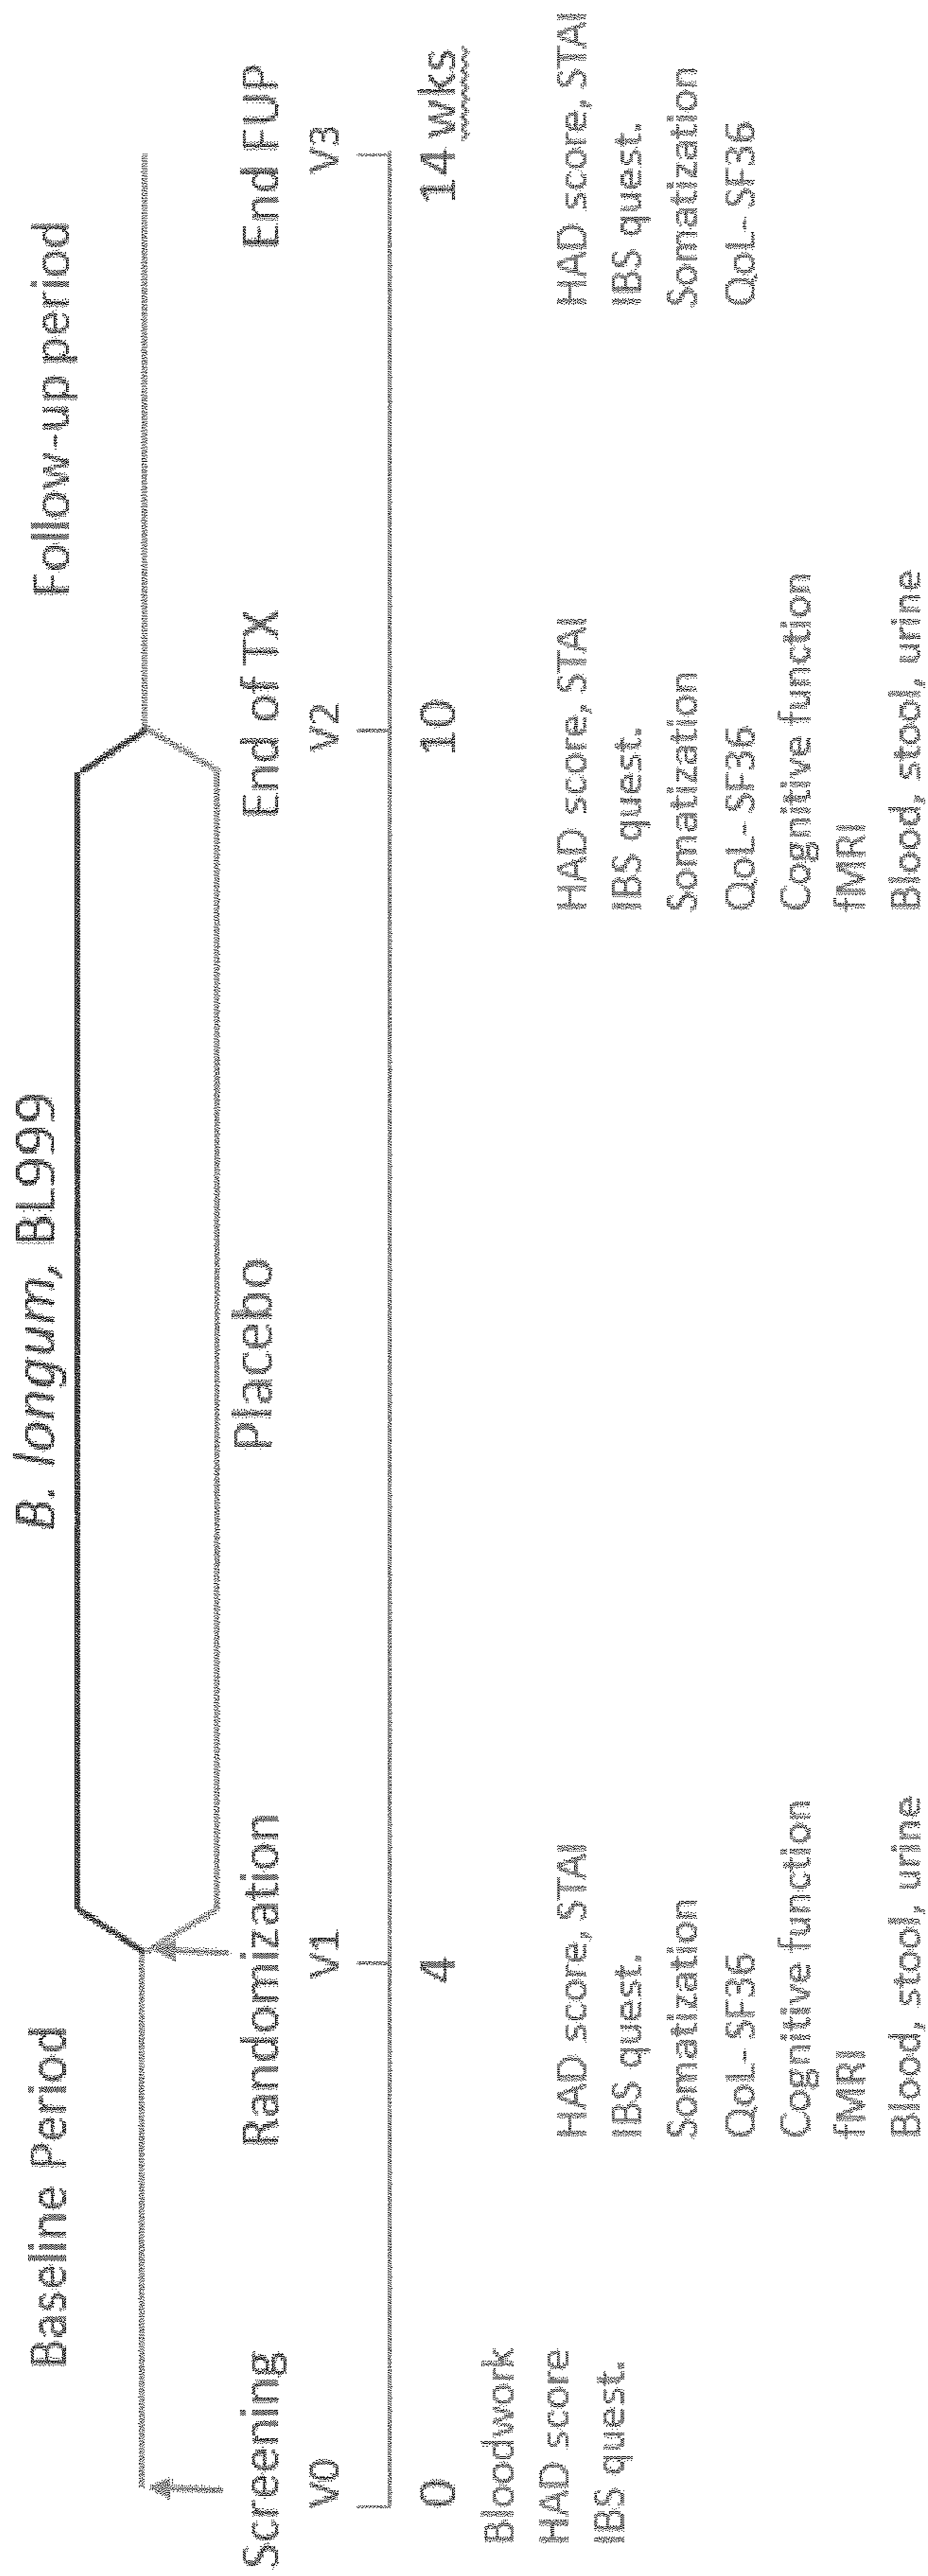 Baseline Period
B. longum, BL999
Follow-up period
Placebo
Screening
Randomization
End of TX
End FUP
V0
V1
V2
V3
0
4
10
14 wks
Bloodwork
HAD score
IBS quest.
HAD score, STAI
IBS quest.
Somatization
QoL- SF36
Cognitive function
fMRI
Blood, stool, urine
HAD score, STAI
IBS quest.
Somatization
QoL- SF36
Cognitive function
fMRI
Blood, stool, urine
HAD score, STAI
IBS quest.
Somatization
QoL- SF36